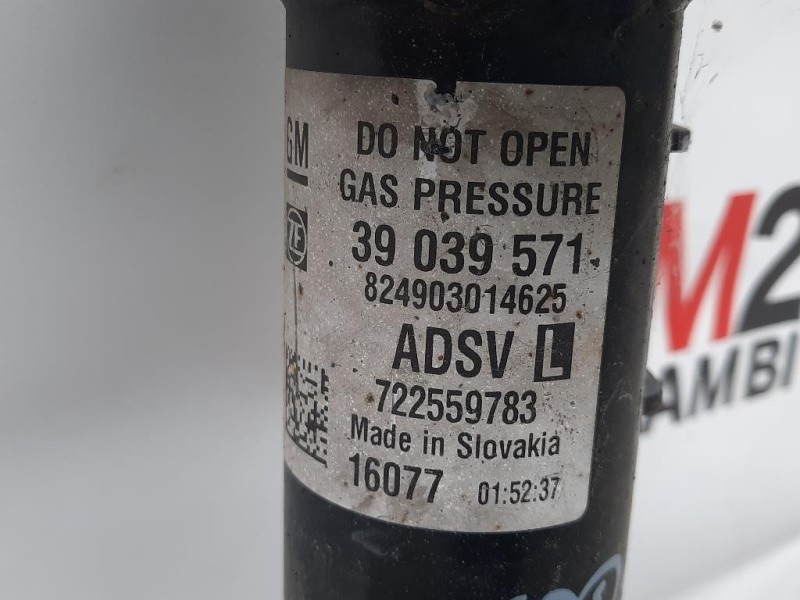 GM
DO NOT OPEN
GAS PRESSURE
ZF
39 039 571
824903014625
ADSV L
722559783
Made in Slovakia
16077 01:52:37
M2
AMBI